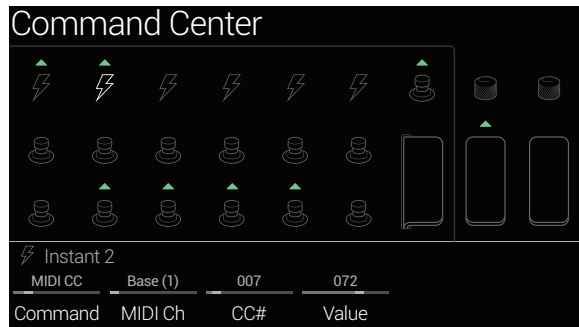 Command Center
Instant 2
MIDI CC Base (1) 007 072
Command MIDI Ch CC# Value